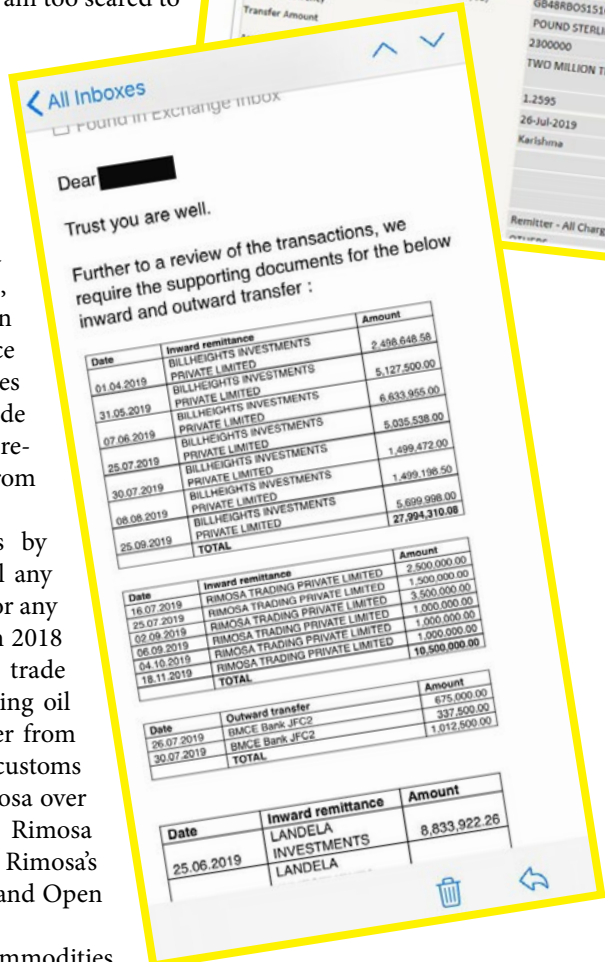 am too scared to
Transfer Amount
GB48RBOS1516
POUND STERLI
2300000
TWO MILLION T
1.2595
26-Jul-2019
Karishma
Remitter - All Charg
All Inboxes
Found in Exchange Inbox
Dear
Trust you are well.
Further to a review of the transactions, we
require the supporting documents for the below
inward and outward transfer :
Date Inward remittance Amount
01.04.2019 BILLHEIGHTS INVESTMENTS PRIVATE LIMITED 2,498,648.58
31.05.2019 BILLHEIGHTS INVESTMENTS PRIVATE LIMITED 5,127,500.00
07.06.2019 BILLHEIGHTS INVESTMENTS PRIVATE LIMITED 6,633,955.00
25.07.2019 BILLHEIGHTS INVESTMENTS PRIVATE LIMITED 5,035,538.00
30.07.2019 BILLHEIGHTS INVESTMENTS PRIVATE LIMITED 1,499,472.00
08.08.2019 BILLHEIGHTS INVESTMENTS PRIVATE LIMITED 1,499,198.50
25.09.2019 BILLHEIGHTS INVESTMENTS PRIVATE LIMITED 5,699,998.00
TOTAL 27,994,310.08
Date Inward remittance Amount
16.07.2019 RIMOSA TRADING PRIVATE LIMITED 2,500,000.00
25.07.2019 RIMOSA TRADING PRIVATE LIMITED 1,500,000.00
02.09.2019 RIMOSA TRADING PRIVATE LIMITED 3,500,000.00
06.09.2019 RIMOSA TRADING PRIVATE LIMITED 1,000,000.00
04.10.2019 RIMOSA TRADING PRIVATE LIMITED 1,000,000.00
18.11.2019 RIMOSA TRADING PRIVATE LIMITED 1,000,000.00
TOTAL 10,500,000.00
Date Outward transfer Amount
26.07.2019 BMCE Bank JFC2 675,000.00
30.07.2019 BMCE Bank JFC2 337,500.00
TOTAL 1,012,500.00
Date Inward remittance Amount
25.06.2019 LANDELA INVESTMENTS 8,833,922.26
LANDELA
n
ce
es
de
re-
rom
s by
l any
or any
n 2018
trade
ing oil
er from
customs
osa over
Rimosa
Rimosa's
and Open
mmodities